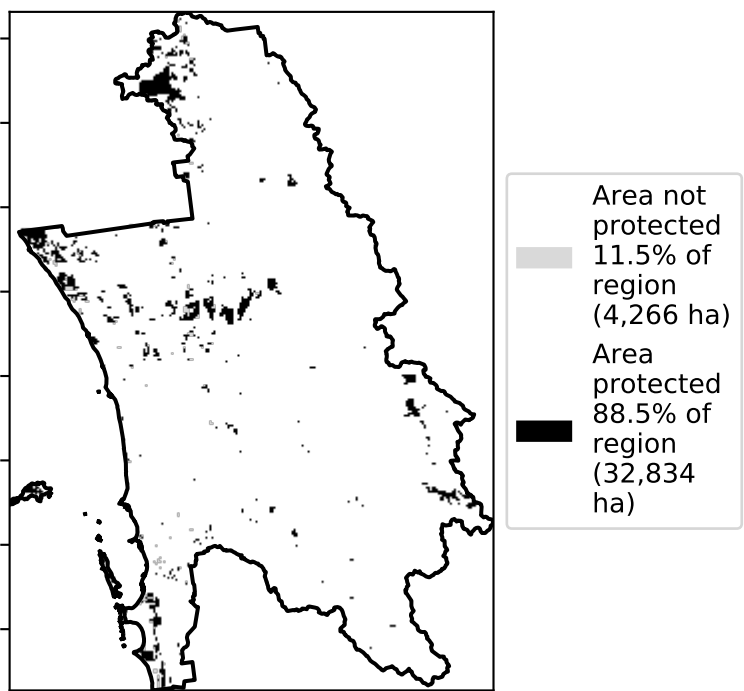 Area not
protected
11.5% of
region
(4,266 ha)
Area
protected
88.5% of
region
(32,834
ha)